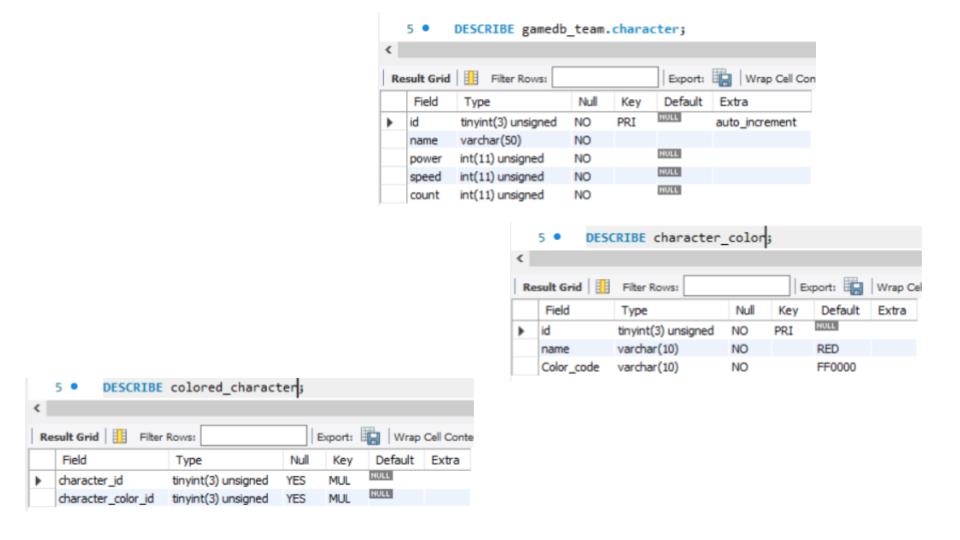 5 DESCRIBE gamedb_team.character;
Result Grid Filter Rows: Export: Wrap Cell Con
Field Type Null Key Default Extra
id tinyint(3) unsigned NO PRI NULL auto_increment
name varchar(50) NO
power int(11) unsigned NO NULL
speed int(11) unsigned NO NULL
count int(11) unsigned NO NULL
5 DESCRIBE character_color;
Result Grid Filter Rows: Export: Wrap Cel
Field Type Null Key Default Extra
id tinyint(3) unsigned NO PRI NULL
name varchar(10) NO RED
Color_code varchar(10) NO FF0000
5 DESCRIBE colored_character;
Result Grid Filter Rows: Export: Wrap Cell Conte
Field Type Null Key Default Extra
character_id tinyint(3) unsigned YES MUL NULL
character_color_id tinyint(3) unsigned YES MUL NULL